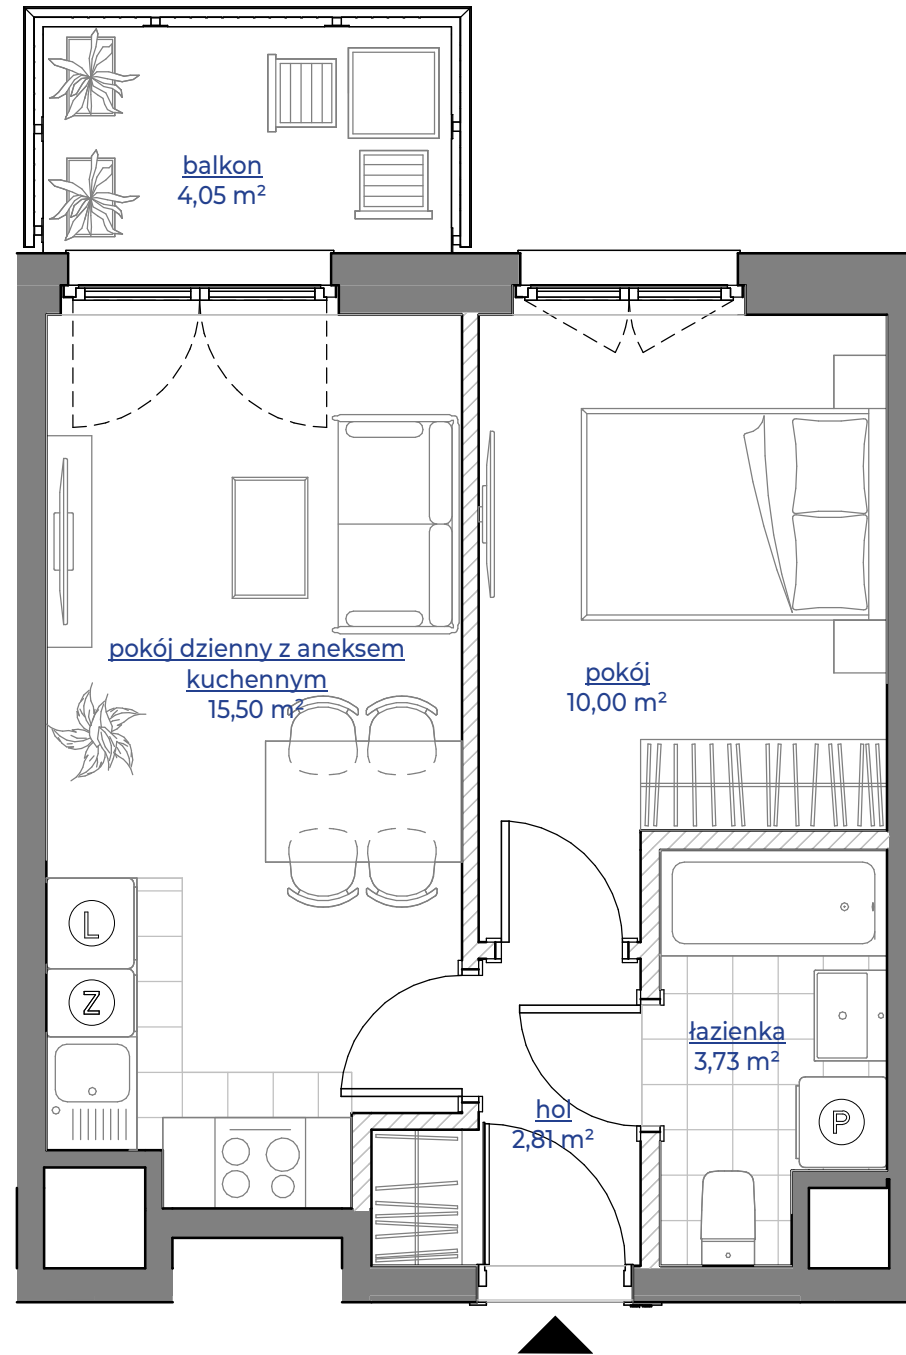 balkon
4,05 m²
pokój dzienny z aneksem
kuchennym
15,50 m²
pokój
10,00 m²
L
Z
łazienka
3,73 m²
hol
2,81 m²
P